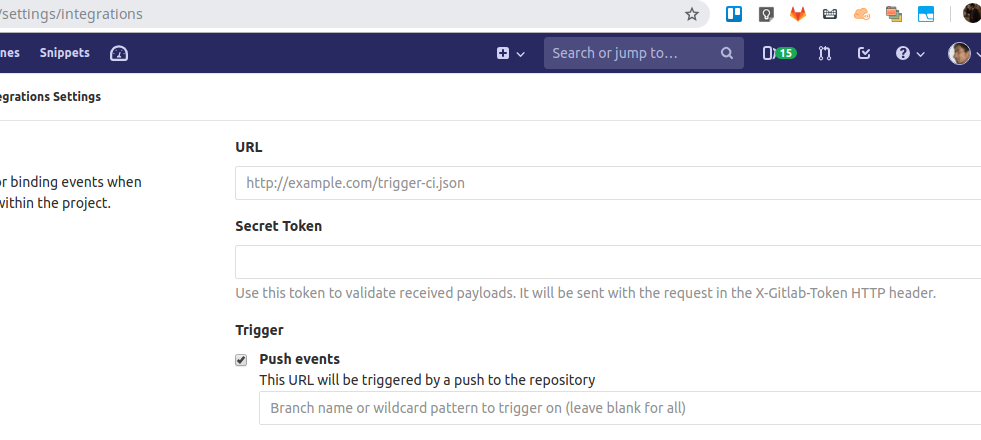 /settings/integrations
Snippets
Search or jump to...
15
Integrations Settings
URL
or binding events when
http://example.com/trigger-ci.json
within the project.
Secret Token
Use this token to validate received payloads. It will be sent with the request in the X-Gitlab-Token HTTP header.
Trigger
Push events
This URL will be triggered by a push to the repository
Branch name or wildcard pattern to trigger on (leave blank for all)